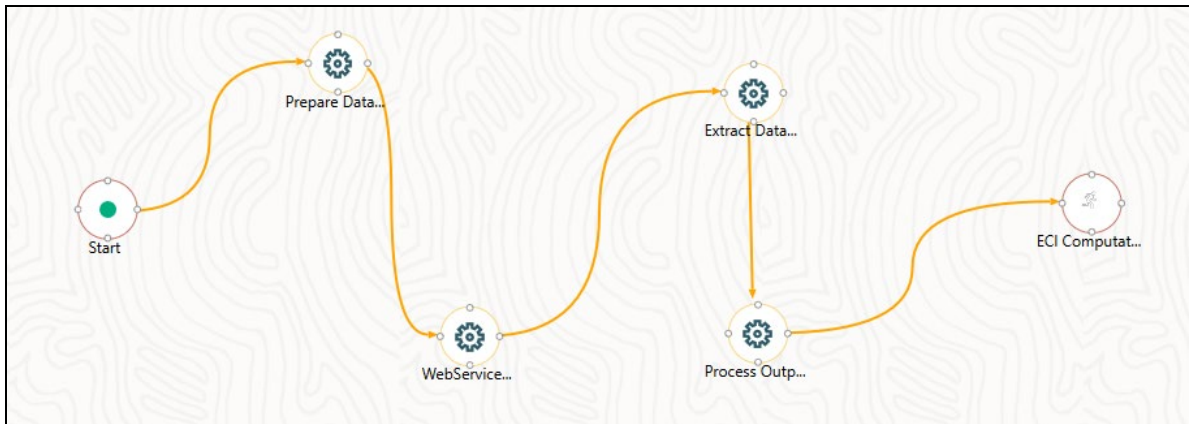 Start
Prepare Data...
WebService...
Extract Data...
Process Outp...
ECI Computat...